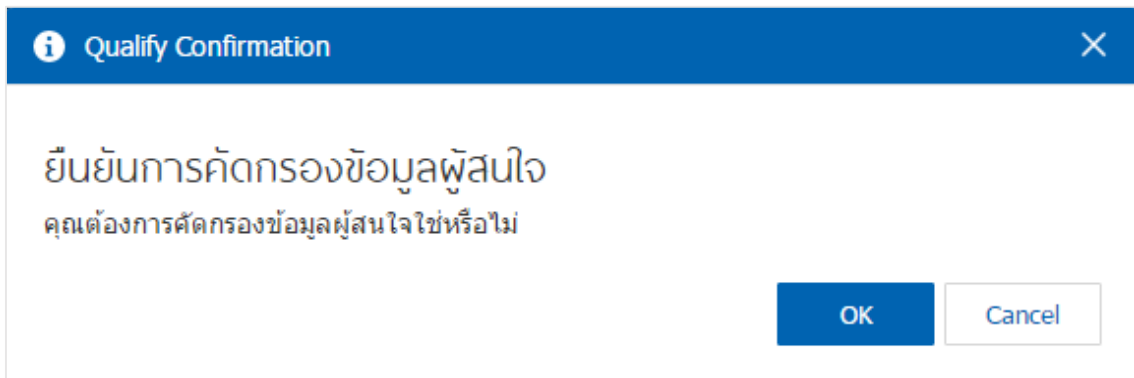 Qualify Confirmation
ยืนยันการคัดกรองข้อมูลผู้สนใจ
คุณต้องการคัดกรองข้อมูลผู้สนใจใช่หรือไม่
OK
Cancel